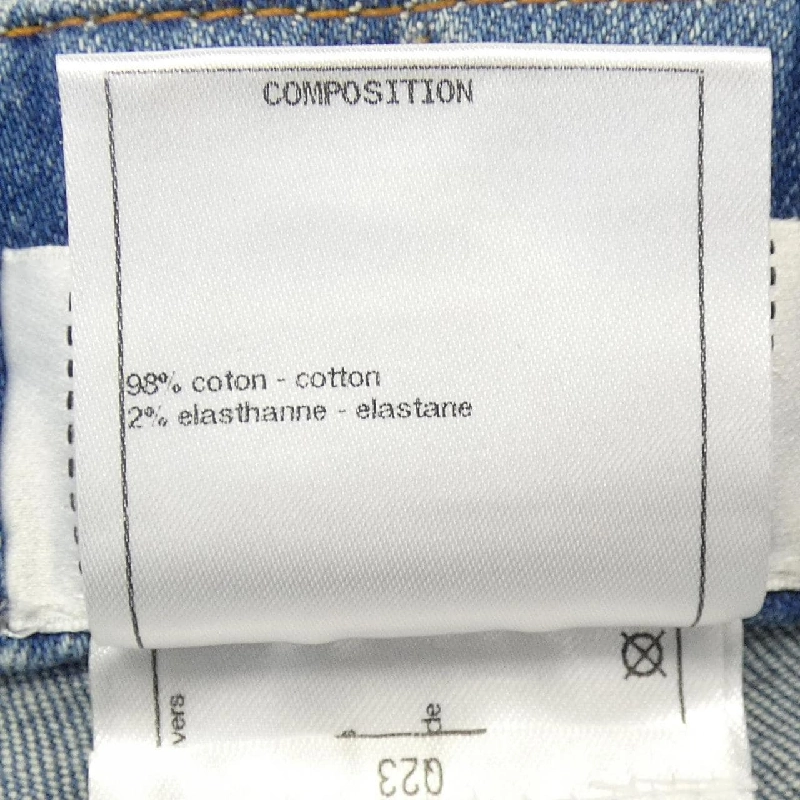 COMPOSITION
98% coton - cotton
2% elasthanne - elastane
vers
de
Q23